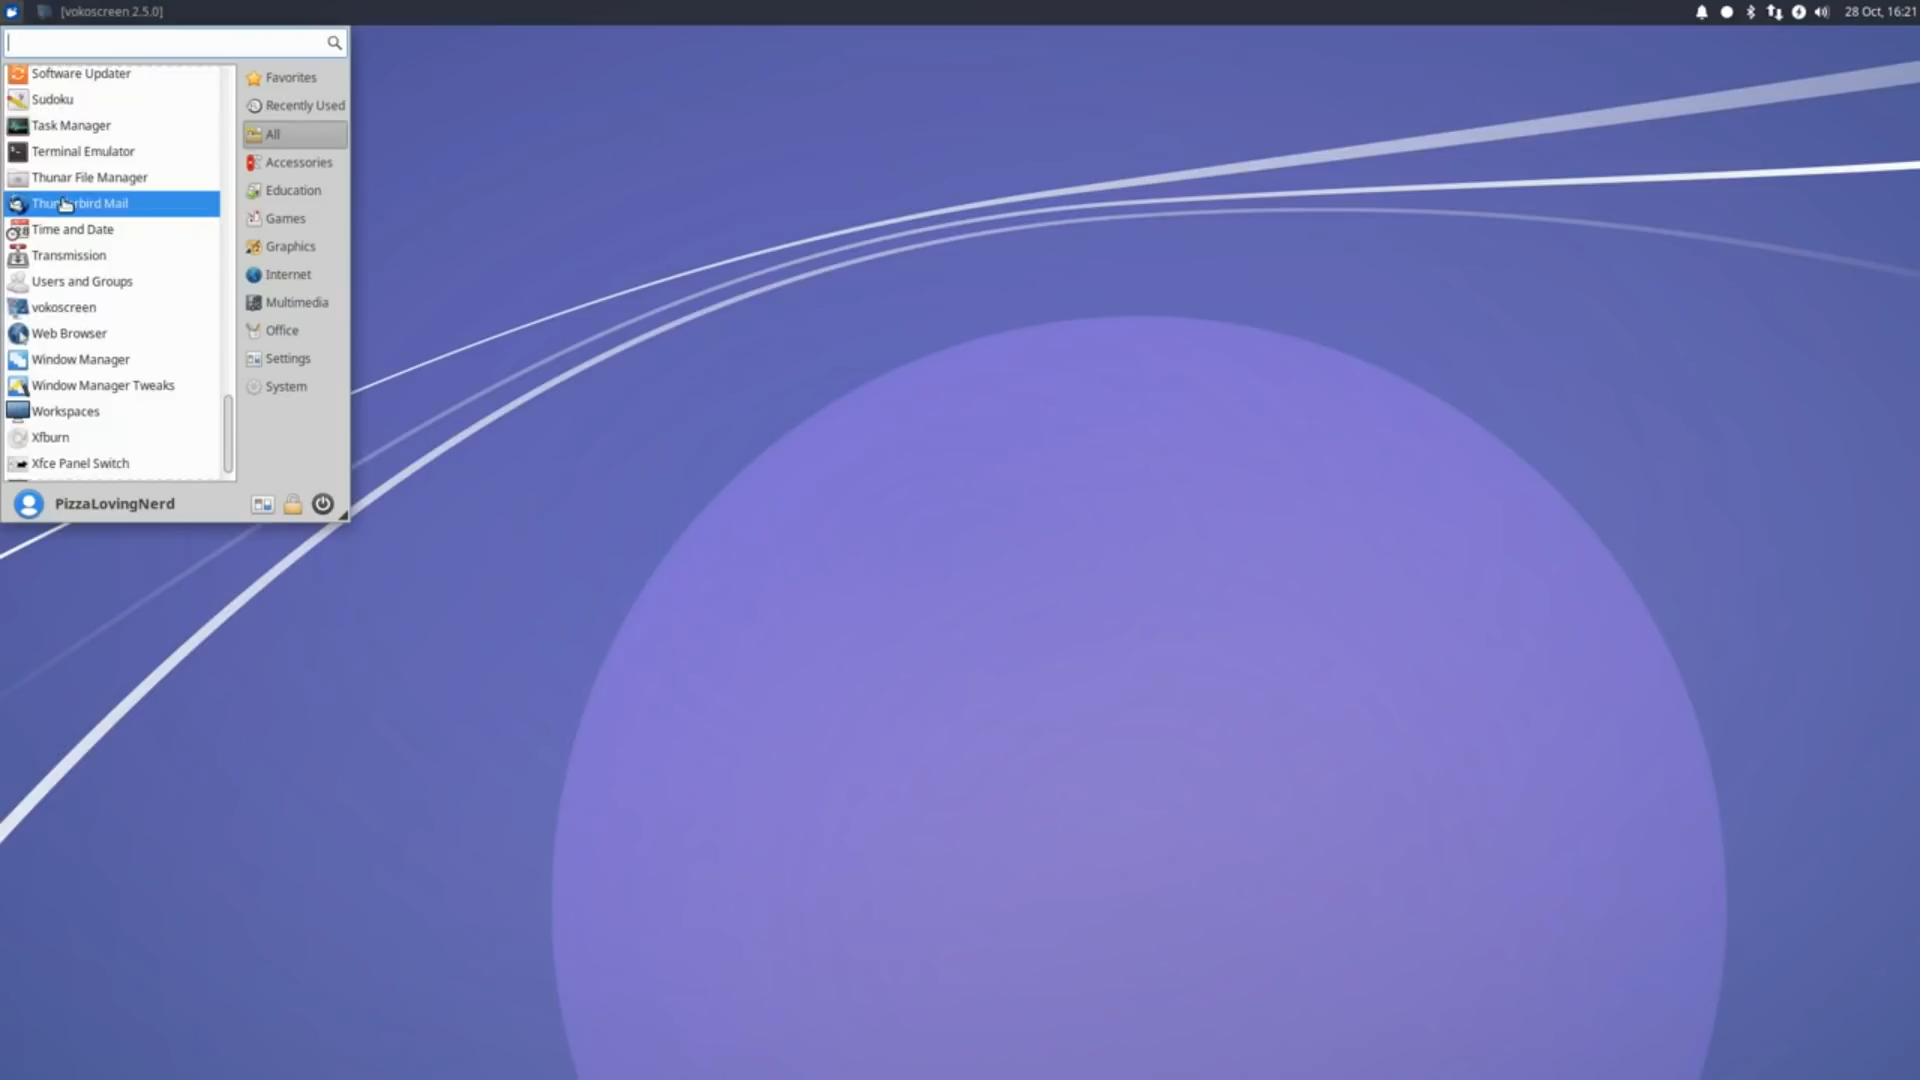 [vokoscreen 2.5.0]
28 Oct, 16:21
Software Updater
Sudoku
Task Manager
Terminal Emulator
Thunar File Manager
Thunderbird Mail
Time and Date
Transmission
Users and Groups
vokoscreen
Web Browser
Window Manager
Window Manager Tweaks
Workspaces
Xfburn
Xfce Panel Switch
Favorites
Recently Used
All
Accessories
Education
Games
Graphics
Internet
Multimedia
Office
Settings
System
PizzaLovingNerd